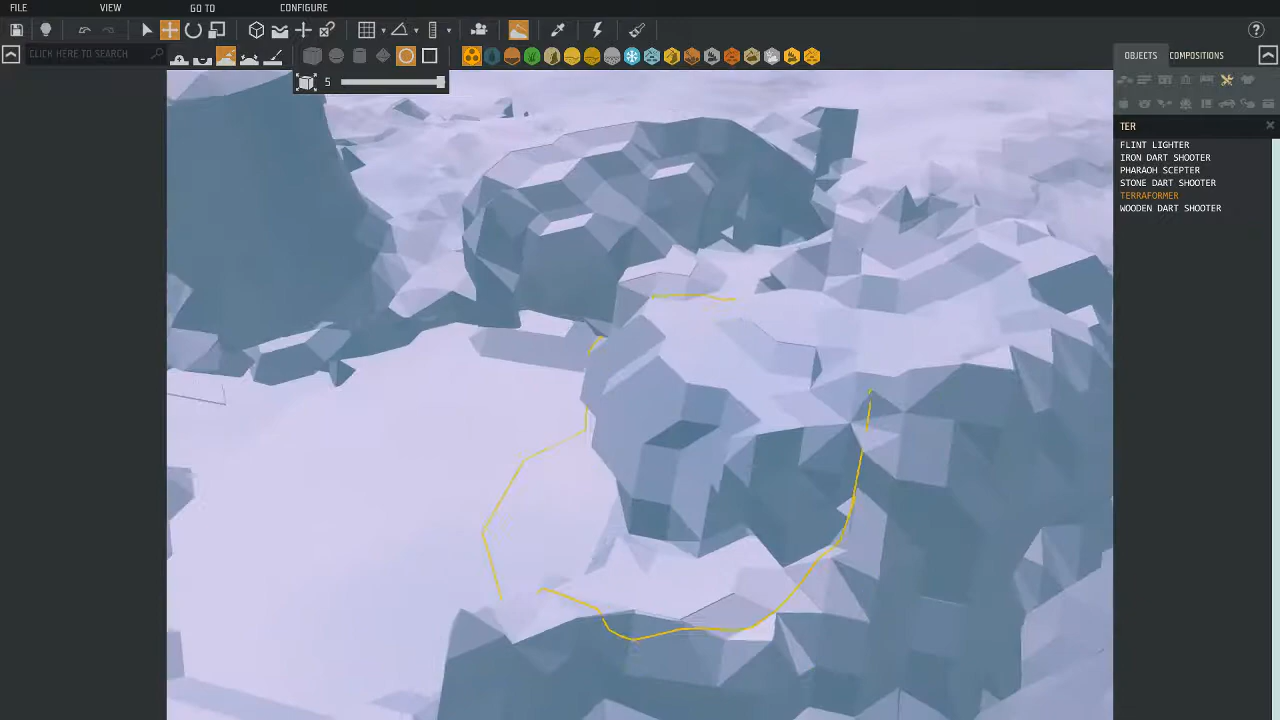 FILE VIEW GO TO CONFIGURE
CLICK HERE TO SEARCH
5
OBJECTS COMPOSITIONS
TER
FLINT LIGHTER
IRON DART SHOOTER
PHARAOH SCEPTER
STONE DART SHOOTER
TERRAFORMER
WOODEN DART SHOOTER